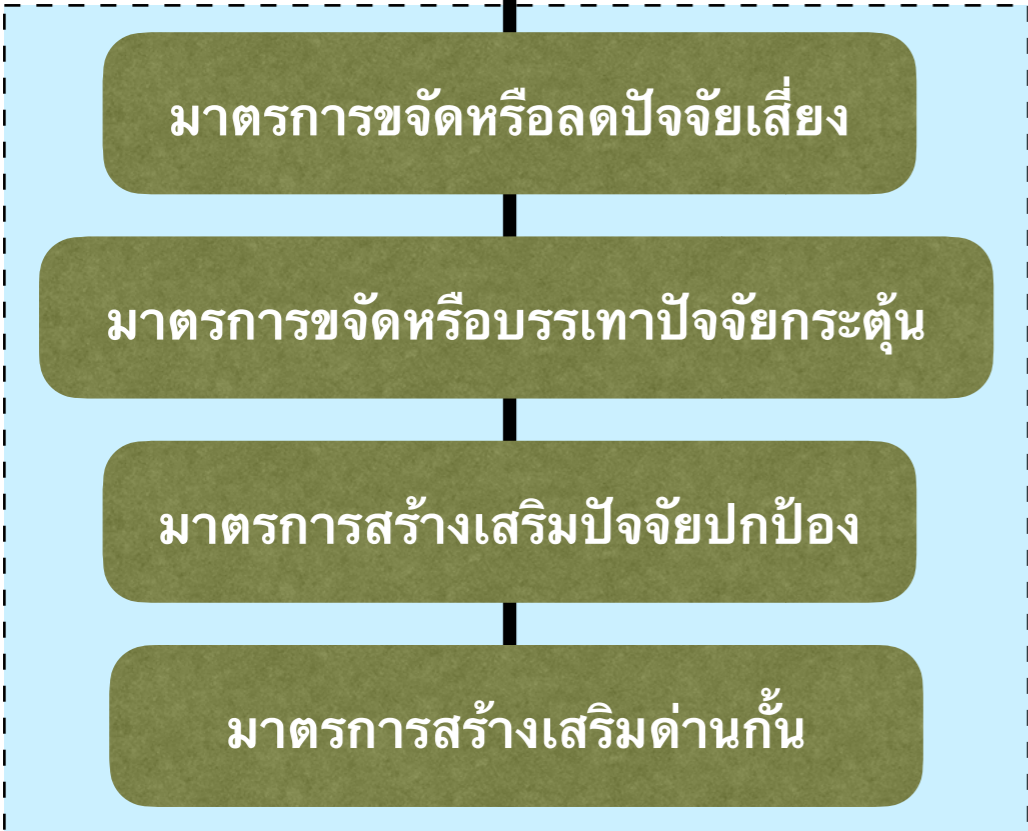 มาตรการขจัดหรือลดปัจจัยเสี่ยง
มาตรการขจัดหรือบรรเทาปัจจัยกระตุ้น
มาตรการสร้างเสริมปัจจัยปกป้อง
มาตรการสร้างเสริมด่านกั้น